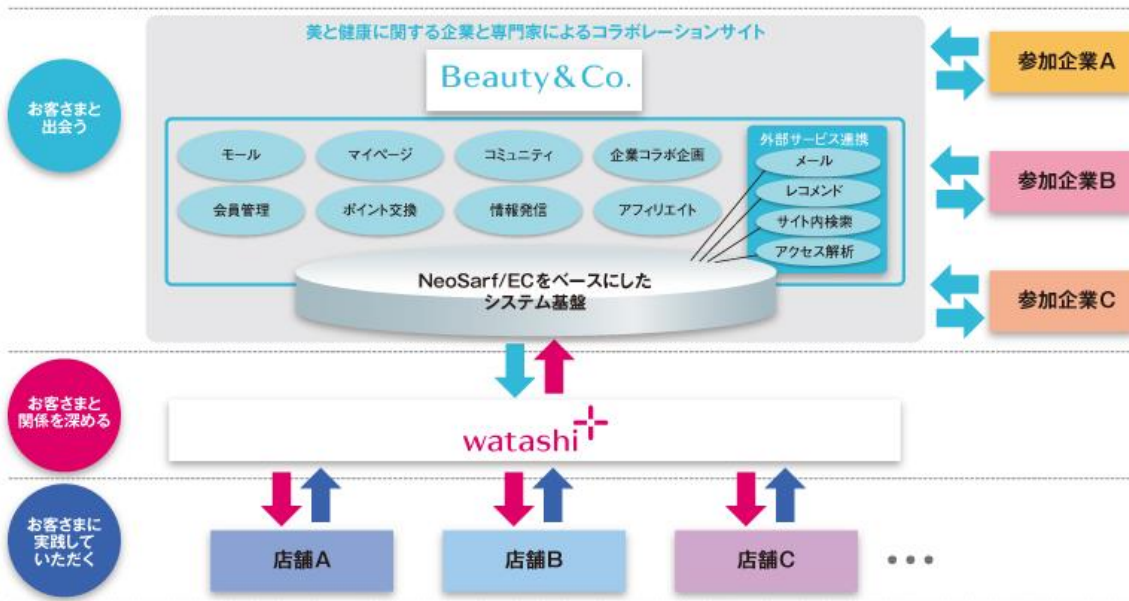 美と健康に関する企業と専門家によるコラボレーションサイト
Beauty&Co.
お客さまと
出会う
モール
マイページ
コミュニティ
企業コラボ企画
会員管理
ポイント交換
情報発信
アフィリエイト
外部サービス連携
メール
レコメンド
サイト内検索
アクセス解析
NeoSarf/ECをベースにした
システム基盤
参加企業A
参加企業B
参加企業C
お客さまと
関係を深める
watashi+
お客さまに
実践して
いただく
店舗A
店舗B
店舗C
•••